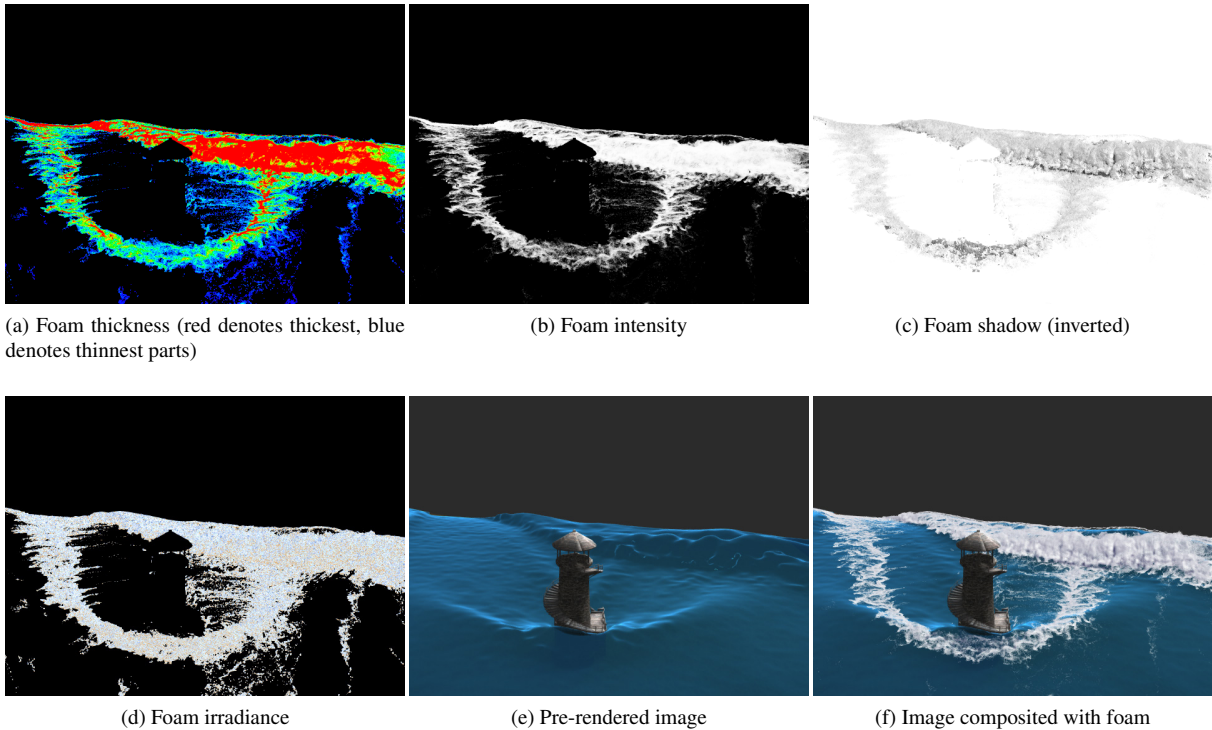 (a) Foam thickness (red denotes thickest, blue
denotes thinnest parts)
(b) Foam intensity
(c) Foam shadow (inverted)
(d) Foam irradiance
(e) Pre-rendered image
(f) Image composited with foam